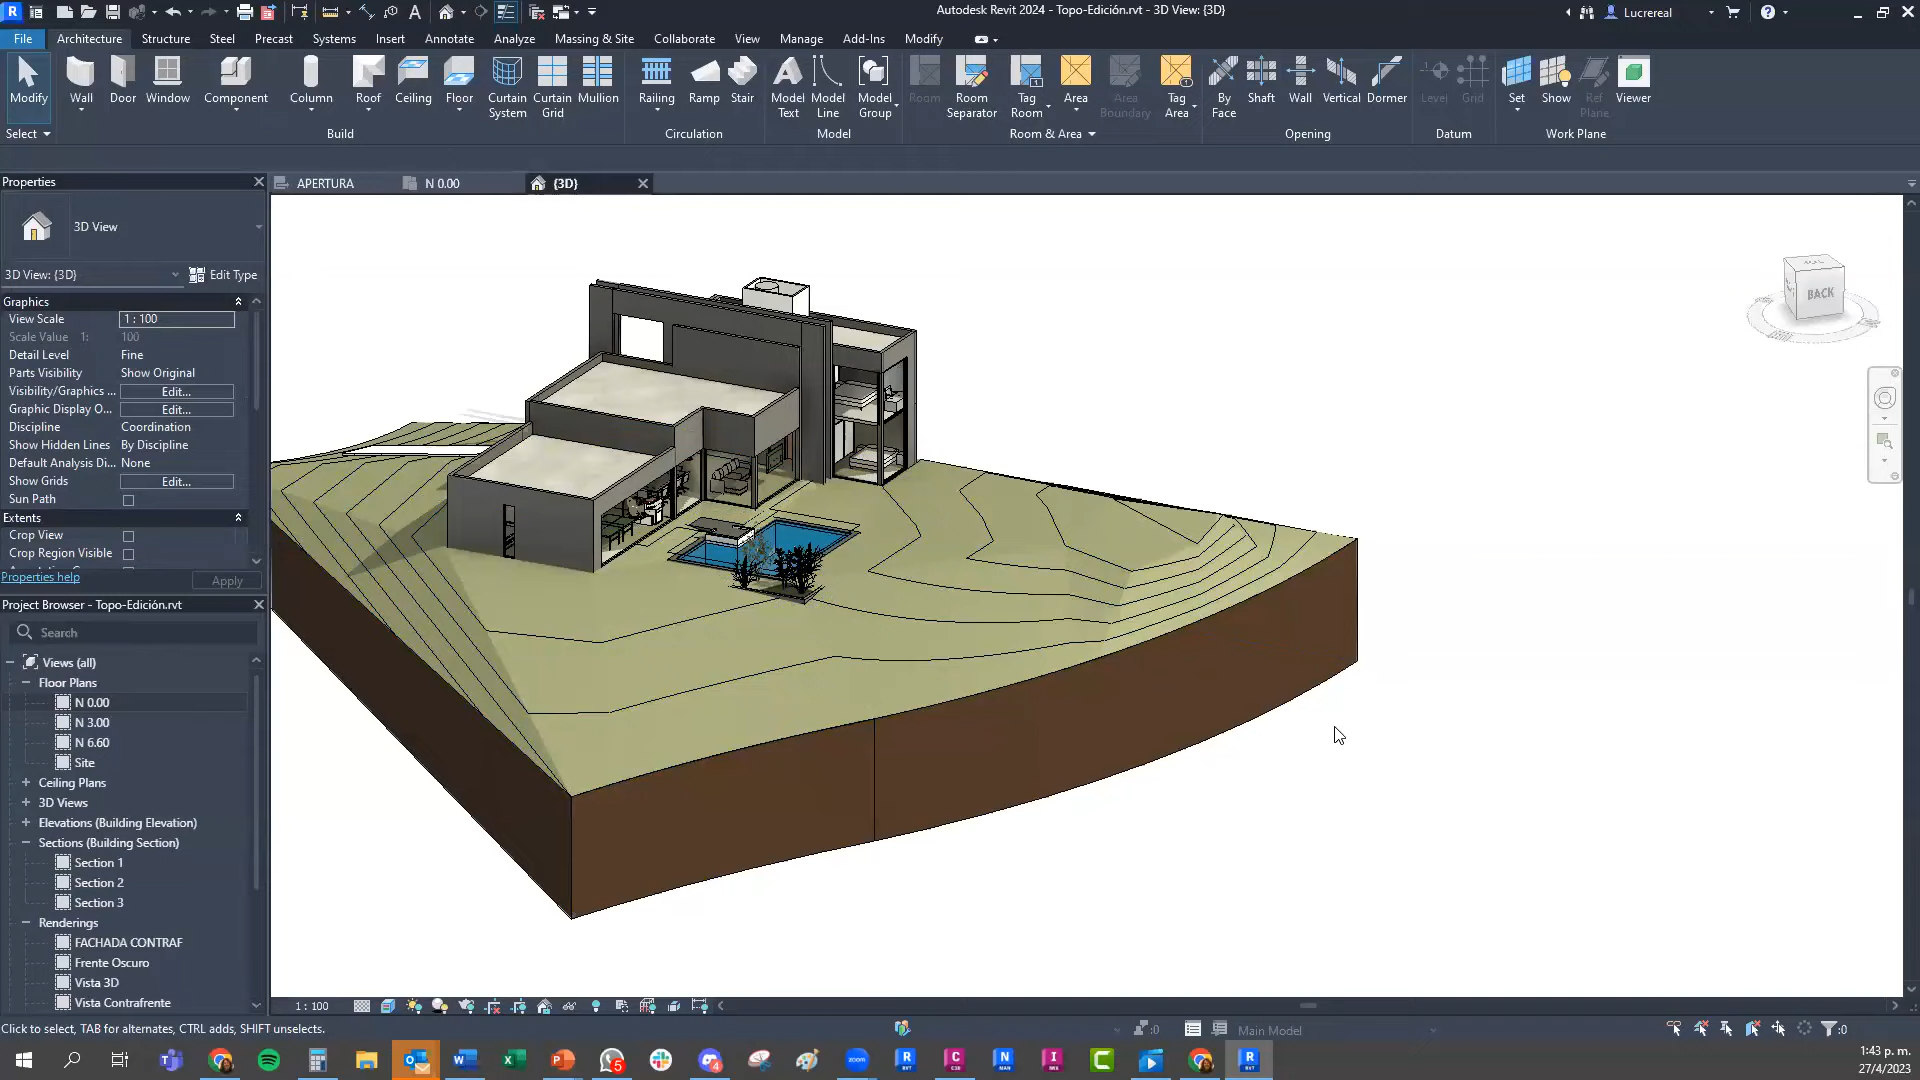 Autodesk Revit 2024 - Topo-Edición.rvt - 3D View: {3D}
Lucrereal
File Architecture Structure Steel Precast Systems Insert Annotate Analyze Massing & Site Collaborate View Manage Add-Ins Modify
Modify Wall Door Window Component Column Roof Ceiling Floor Curtain System Curtain Grid Mullion Railing Ramp Stair Model Text Model Line Model Group Room Room Separator Tag Room Area Area Boundary Tag Area By Face Shaft Wall Vertical Dormer Level Grid Set Show Ref Plane Viewer
Select Build Circulation Model Room & Area Opening Datum Work Plane
Properties
APERTURA N 0.00 {3D}
3D View
3D View: {3D} Edit Type
Graphics
View Scale 1 : 100
Scale Value 1: 100
Detail Level Fine
Parts Visibility Show Original
Visibility/Graphics ... Edit...
Graphic Display O... Edit...
Discipline Coordination
Show Hidden Lines By Discipline
Default Analysis Di... None
Show Grids Edit...
Sun Path
Extents
Crop View
Crop Region Visible
Properties help Apply
BACK
Project Browser - Topo-Edición.rvt
Search
Views (all)
Floor Plans
N 0.00
N 3.00
N 6.60
Site
Ceiling Plans
3D Views
Elevations (Building Elevation)
Sections (Building Section)
Section 1
Section 2
Section 3
Renderings
FACHADA CONTRAF
Frente Oscuro
Vista 3D
Vista Contrafrente
1 : 100
Click to select, TAB for alternates, CTRL adds, SHIFT unselects.
:0 Main Model :0
1:43 p. m.
27/4/2023